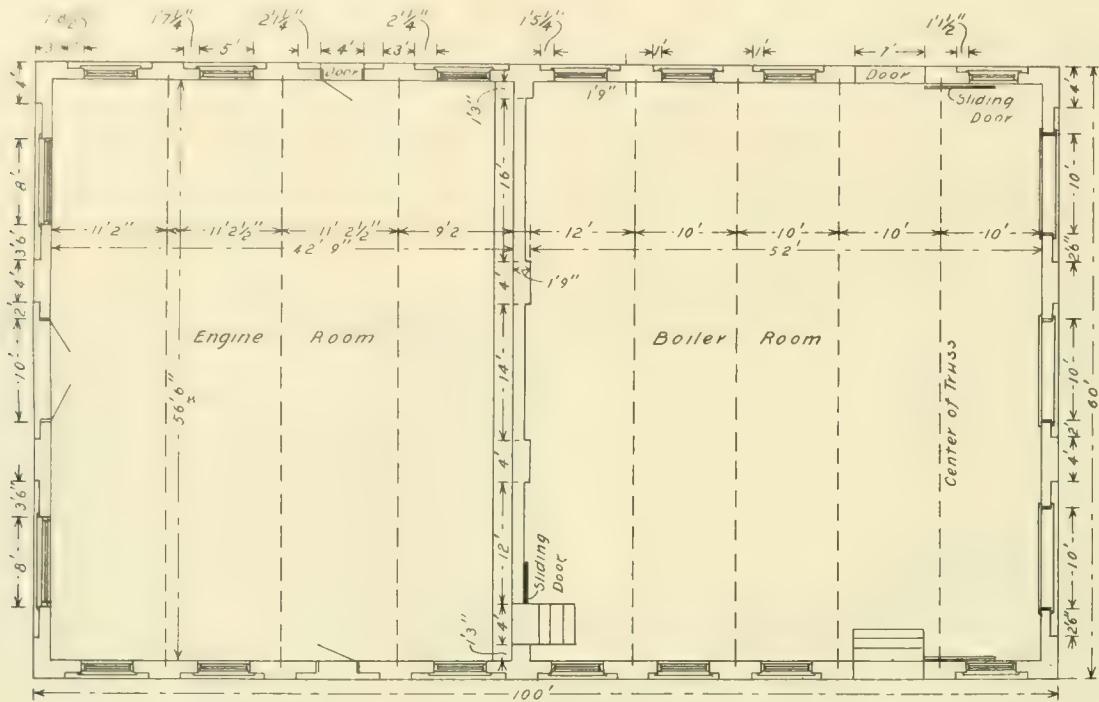 1'7¼" 2'1¼" 2'1¼" 1'5¼" 1'1½"
3' 5' 4' 3' 1' 1' 7'
Door Door
4' 1'3" 1'9" Sliding 4'
Door
8' 16' 10'
11'2" 11'2½" 11'2½" 9'2 12' 10' 10' 10' 10'
42' 9" 52'
3'6" 4' 1'9" 2'6"
4'
2' Engine Room Boiler Room
10' 56'6" 14' Center of Truss 10' 60'
2'
4' 4'
3'6"
12' Sliding
Door
8' 10'
4'
1'3" 2'6"
100'